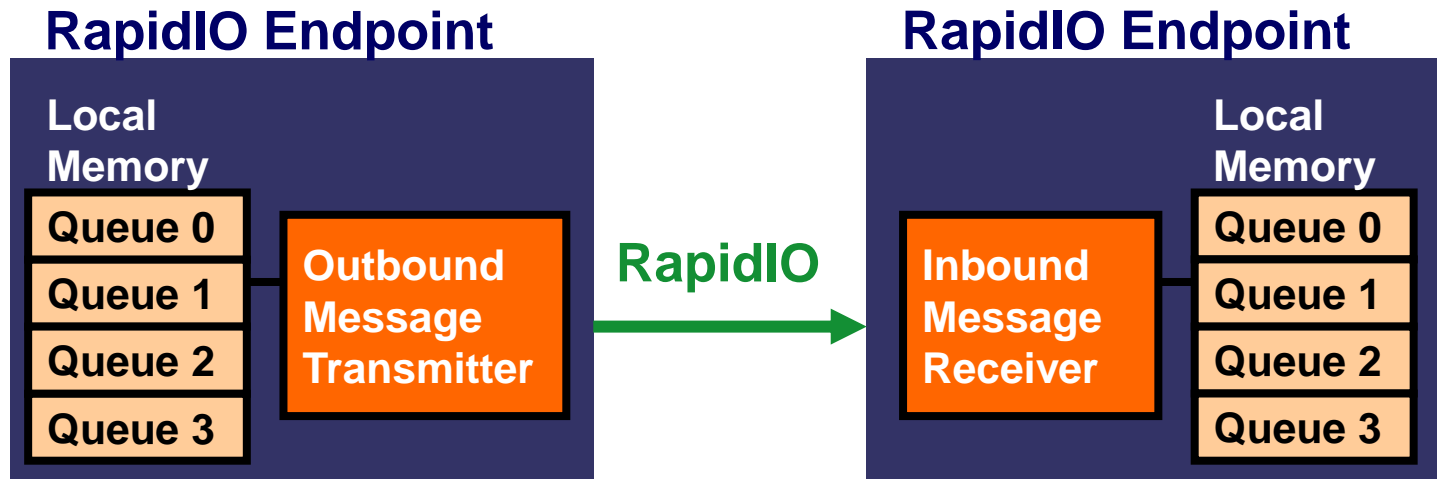 RapidIO Endpoint
Local
Memory
Queue 0
Queue 1
Queue 2
Queue 3
Outbound
Message
Transmitter
RapidIO
RapidIO Endpoint
Inbound
Message
Receiver
Local
Memory
Queue 0
Queue 1
Queue 2
Queue 3